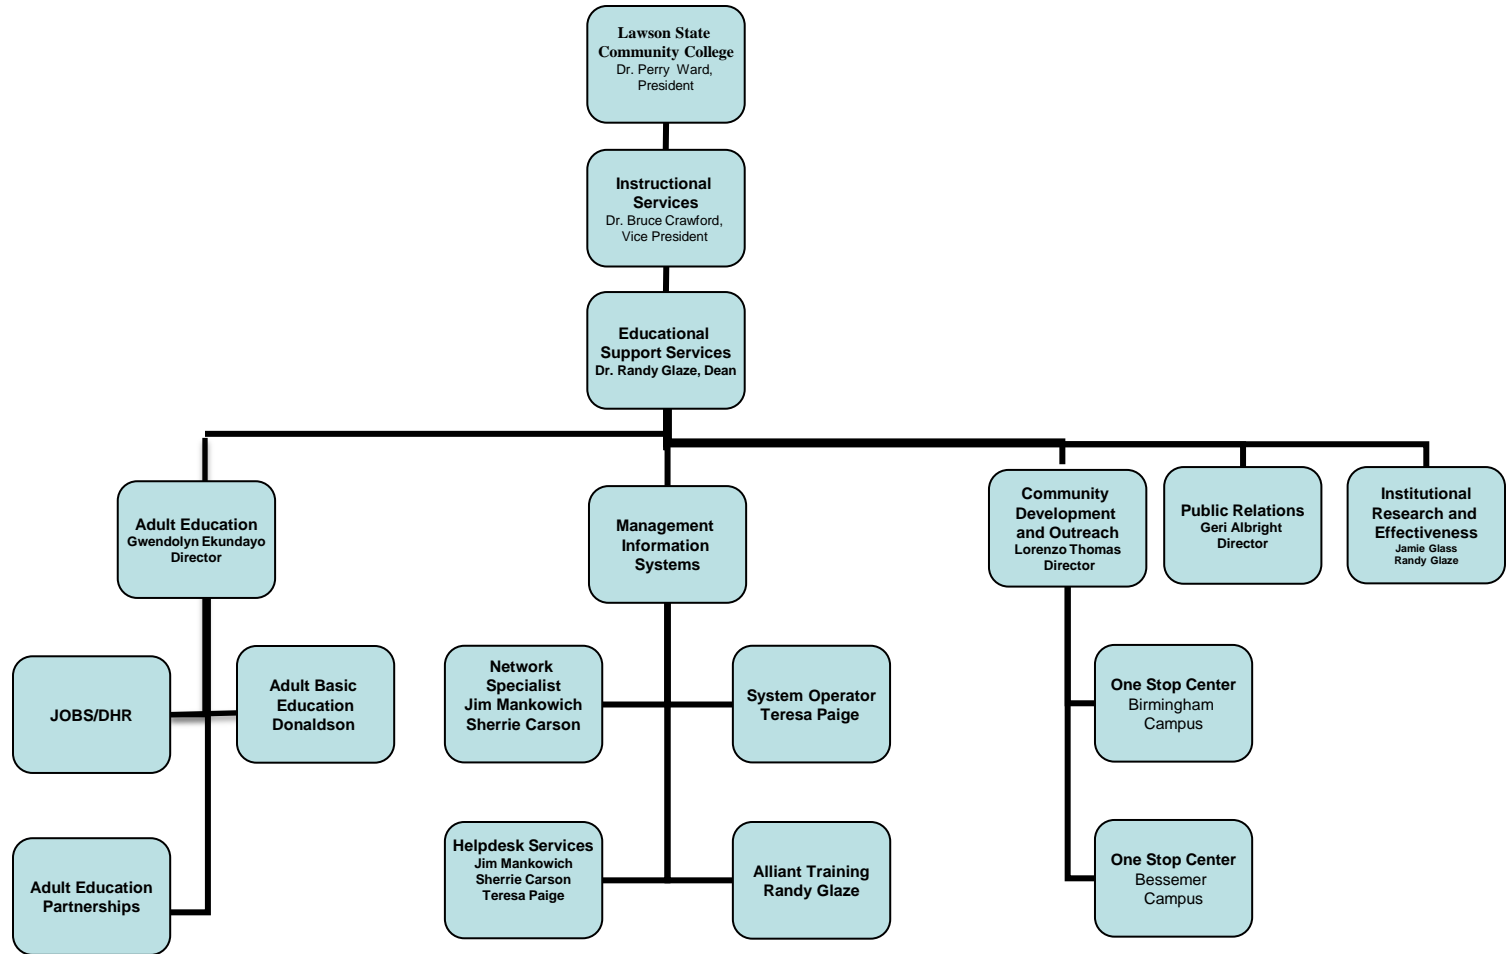 Lawson State
Community College
Dr. Perry Ward,
President
Instructional
Services
Dr. Bruce Crawford,
Vice President
Educational
Support Services
Dr. Randy Glaze, Dean
Adult Education
Gwendolyn Ekundayo
Director
Management
Information
Systems
Community
Development
and Outreach
Lorenzo Thomas
Director
Public Relations
Geri Albright
Director
Institutional
Research and
Effectiveness
Jamie Glass
Randy Glaze
JOBS/DHR
Adult Basic
Education
Donaldson
Network
Specialist
Jim Mankowich
Sherrie Carson
System Operator
Teresa Paige
One Stop Center
Birmingham
Campus
Adult Education
Partnerships
Helpdesk Services
Jim Mankowich
Sherrie Carson
Teresa Paige
Alliant Training
Randy Glaze
One Stop Center
Bessemer
Campus